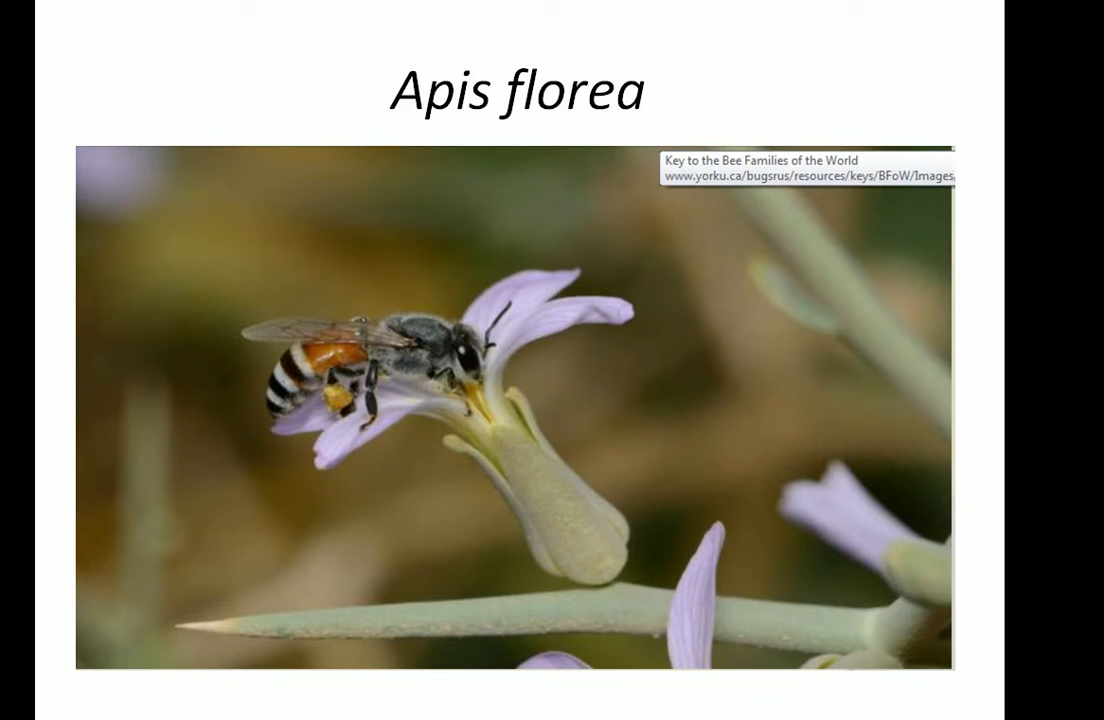 Apis florea
Key to the Bee Families of the World
www.yorku.ca/bugsrus/resources/keys/BFoW/Images/